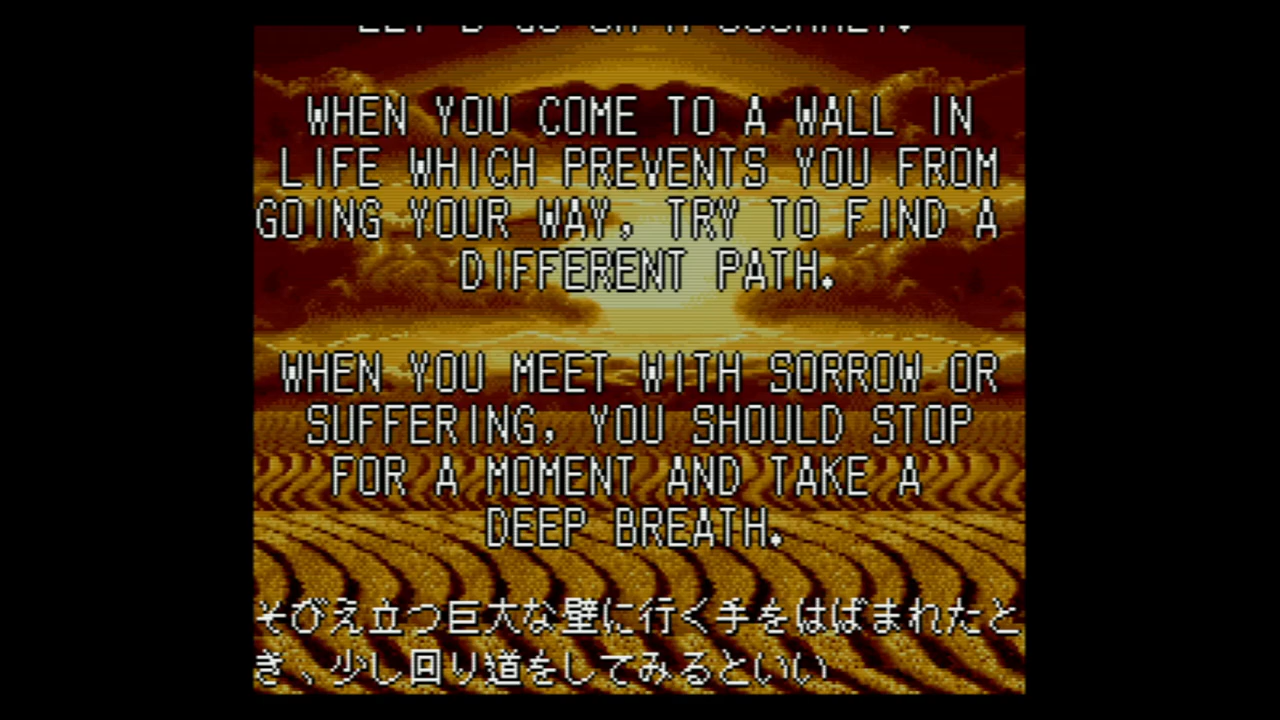 WHEN YOU COME TO A WALL IN
LIFE WHICH PREVENTS YOU FROM
GOING YOUR WAY, TRY TO FIND A
DIFFERENT PATH.
WHEN YOU MEET WITH SORROW OR
SUFFERING, YOU SHOULD STOP
FOR A MOMENT AND TAKE A
DEEP BREATH.
そびえ立つ巨大な壁に行く手をはばまれたと
き、少し回り道をしてみるといい